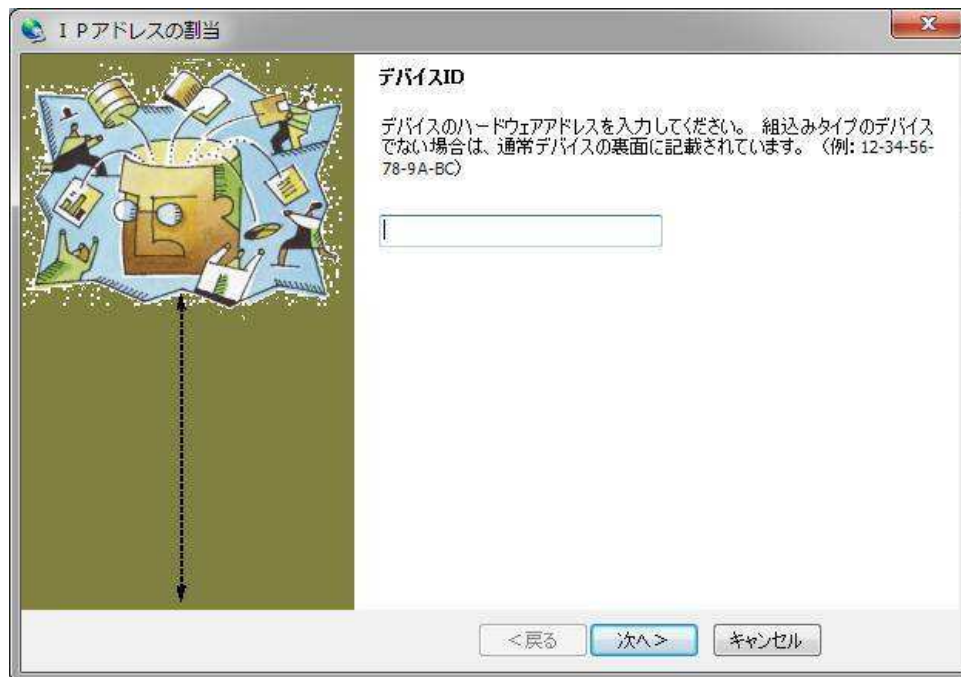 ＩＰアドレスの割当
デバイスID
デバイスのハードウェアアドレスを入力してください。 組込みタイプのデバイス
でない場合は、通常デバイスの裏面に記載されています。 （例: 12-34-56-
78-9A-BC）
＜戻る
次へ＞
キャンセル